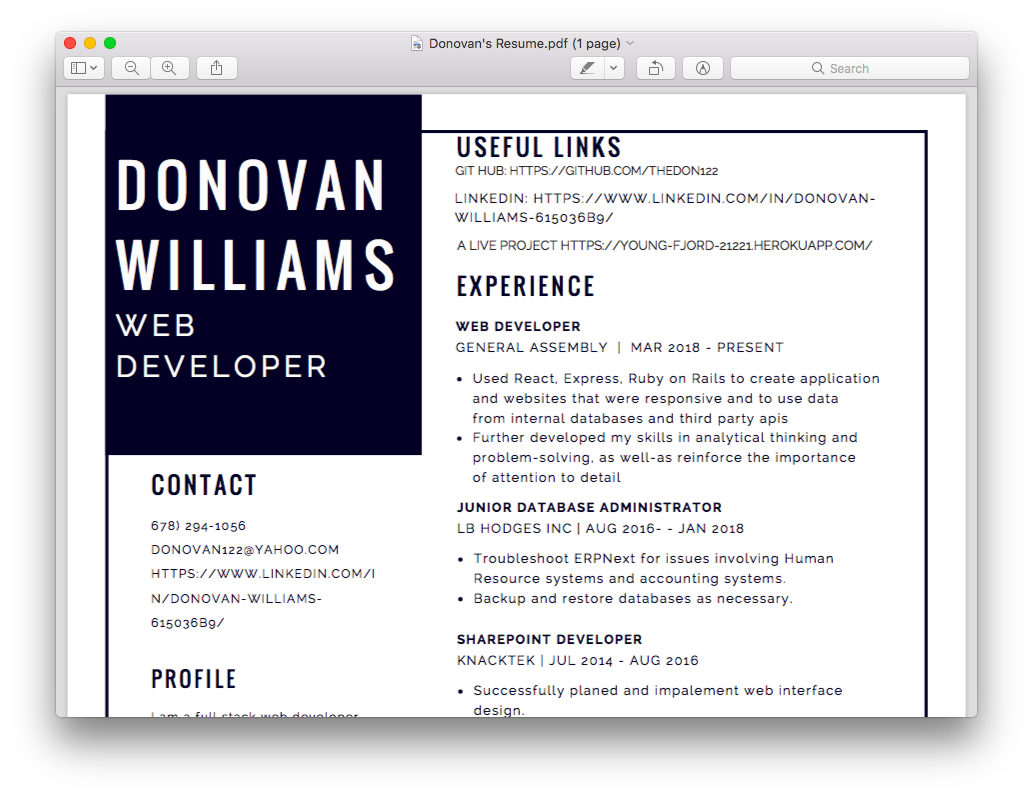 Donovan's Resume.pdf (1 page)
Search
DONOVAN
WILLIAMS
WEB
DEVELOPER
CONTACT
678) 294-1056
DONOVAN122@YAHOO.COM
HTTPS://WWW.LINKEDIN.COM/I
N/DONOVAN-WILLIAMS-
615036B9/
PROFILE
I am a full stack web developer
USEFUL LINKS
GIT HUB: HTTPS://GITHUB.COM/THEDON122
LINKEDIN: HTTPS://WWW.LINKEDIN.COM/IN/DONOVAN-
WILLIAMS-615036B9/
A LIVE PROJECT HTTPS://YOUNG-FJORD-21221.HEROKUAPP.COM/
EXPERIENCE
WEB DEVELOPER
GENERAL ASSEMBLY | MAR 2018 - PRESENT
• Used React, Express, Ruby on Rails to create application
and websites that were responsive and to use data
from internal databases and third party apis
• Further developed my skills in analytical thinking and
problem-solving, as well-as reinforce the importance
of attention to detail
JUNIOR DATABASE ADMINISTRATOR
LB HODGES INC | AUG 2016- - JAN 2018
• Troubleshoot ERPNext for issues involving Human
Resource systems and accounting systems.
• Backup and restore databases as necessary.
SHAREPOINT DEVELOPER
KNACKTEK | JUL 2014 - AUG 2016
• Successfully planed and impalement web interface
design.